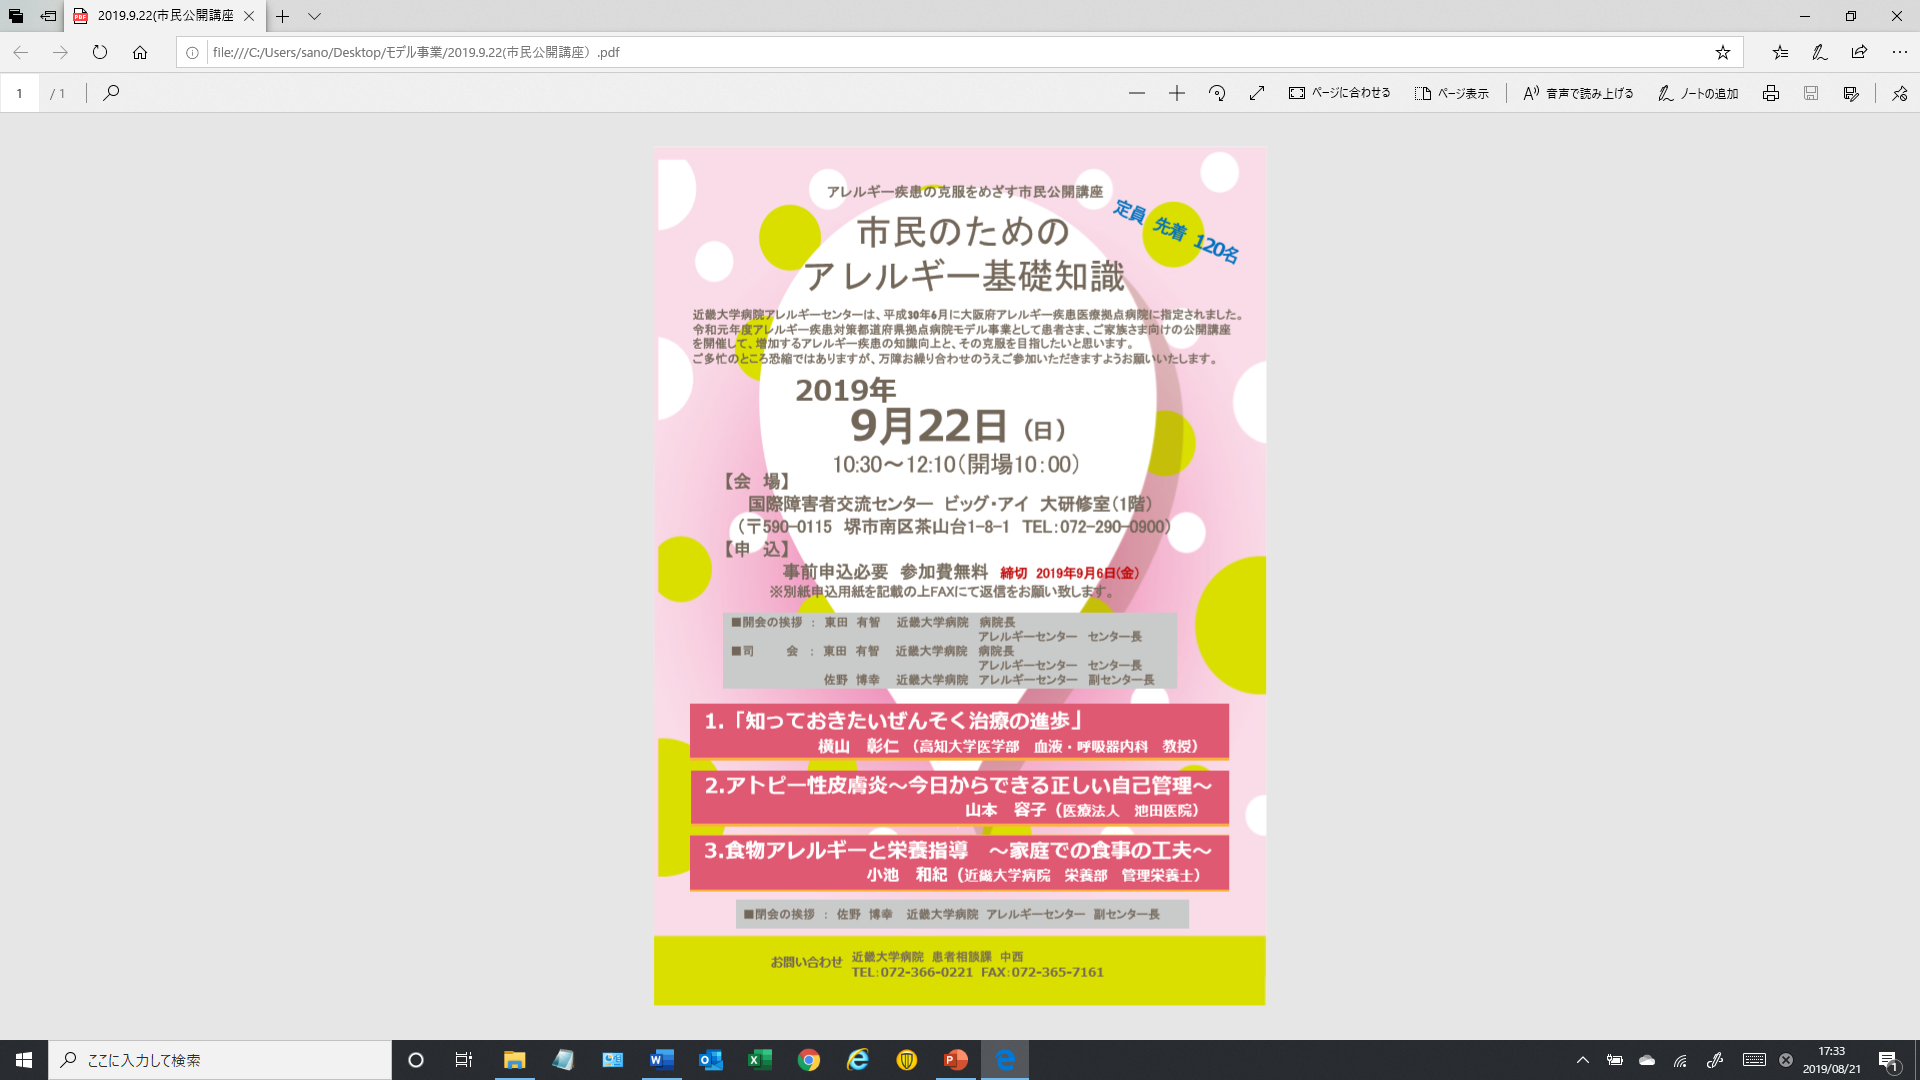 2019.9.22(市民公開講座
file:///C:/Users/sano/Desktop/モデル事業/2019.9.22(市民公開講座）.pdf
1 / 1
ページに合わせる ページ表示 音声で読み上げる ノートの追加
アレルギー疾患の克服をめざす市民公開講座
定員 先着 120名
市民のための
アレルギー基礎知識
近畿大学病院アレルギーセンターは、平成30年6月に大阪府アレルギー疾患医療拠点病院に指定されました。
令和元年度アレルギー疾患対策都道府県拠点病院モデル事業として患者さま、ご家族さま向けの公開講座
を開催して、増加するアレルギー疾患の知識向上と、その克服を目指したいと思います。
ご多忙のところ恐縮ではありますが、万障お繰り合わせのうえご参加いただきますようお願いいたします。
2019年
9月22日（日）
10:30～12:10（開場10：00）
【会　場】
国際障害者交流センター　ビッグ・アイ　大研修室（1階）
（〒590-0115　堺市南区茶山台1-8-1　TEL：072-290-0900）
【申　込】
事前申込必要　参加費無料　締切　2019年9月6日(金)
※別紙申込用紙を記載の上FAXにて返信をお願い致します。
■開会の挨拶　：　東田　有智　近畿大学病院　病院長
アレルギーセンター　センター長
■司　　会　：　東田　有智　近畿大学病院　病院長
アレルギーセンター　センター長
佐野　博幸　近畿大学病院　アレルギーセンター　副センター長
1.「知っておきたいぜんそく治療の進歩」
横山　彰仁（高知大学医学部　血液・呼吸器内科　教授）
2.アトピー性皮膚炎～今日からできる正しい自己管理～
山本　容子（医療法人　池田医院）
3.食物アレルギーと栄養指導　～家庭での食事の工夫～
小池　和紀（近畿大学病院　栄養部　管理栄養士）
■閉会の挨拶　：　佐野　博幸　近畿大学病院　アレルギーセンター　副センター長
お問い合わせ　近畿大学病院　患者相談課　中西
TEL：072-366-0221　FAX：072-365-7161
ここに入力して検索
17:33
2019/08/21
1